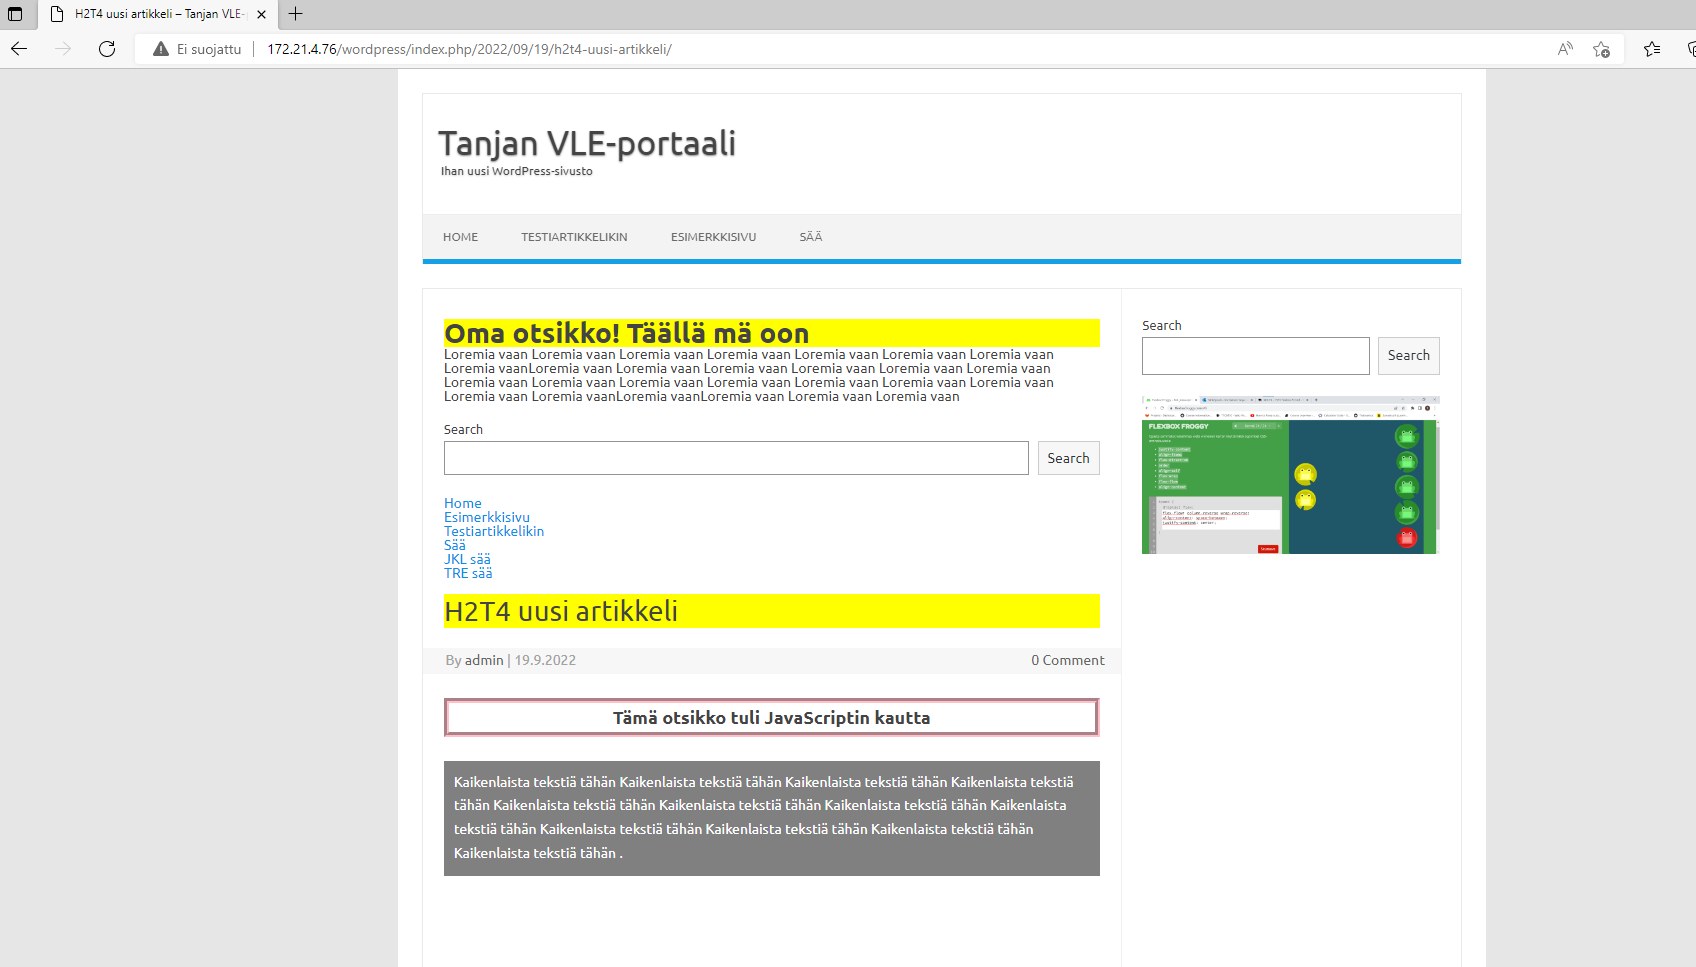 H2T4 uusi artikkeli – Tanjan VLE-
Ei suojattu
172.21.4.76/wordpress/index.php/2022/09/19/h2t4-uusi-artikkeli/
Tanjan VLE-portaali
Ihan uusi WordPress-sivusto
HOME TESTIARTIKKELIKIN ESIMERKKISIVU SÄÄ
Oma otsikko! Täällä mä oon
Loremia vaan Loremia vaan Loremia vaan Loremia vaan Loremia vaan Loremia vaan Loremia vaan
Loremia vaanLoremia vaan Loremia vaan Loremia vaan Loremia vaan Loremia vaan Loremia vaan
Loremia vaan Loremia vaan Loremia vaan Loremia vaan Loremia vaan Loremia vaan Loremia vaan
Loremia vaan Loremia vaanLoremia vaanLoremia vaan Loremia vaan Loremia vaan
Search
Search
Home
Esimerkkisivu
Testiartikkelikin
Sää
JKL sää
TRE sää
H2T4 uusi artikkeli
By admin | 19.9.2022
0 Comment
Tämä otsikko tuli JavaScriptin kautta
Kaikenlaista tekstiä tähän Kaikenlaista tekstiä tähän Kaikenlaista tekstiä tähän Kaikenlaista tekstiä
tähän Kaikenlaista tekstiä tähän Kaikenlaista tekstiä tähän Kaikenlaista tekstiä tähän Kaikenlaista
tekstiä tähän Kaikenlaista tekstiä tähän Kaikenlaista tekstiä tähän Kaikenlaista tekstiä tähän
Kaikenlaista tekstiä tähän .
Search
Search
FLEXBOX FROGGY